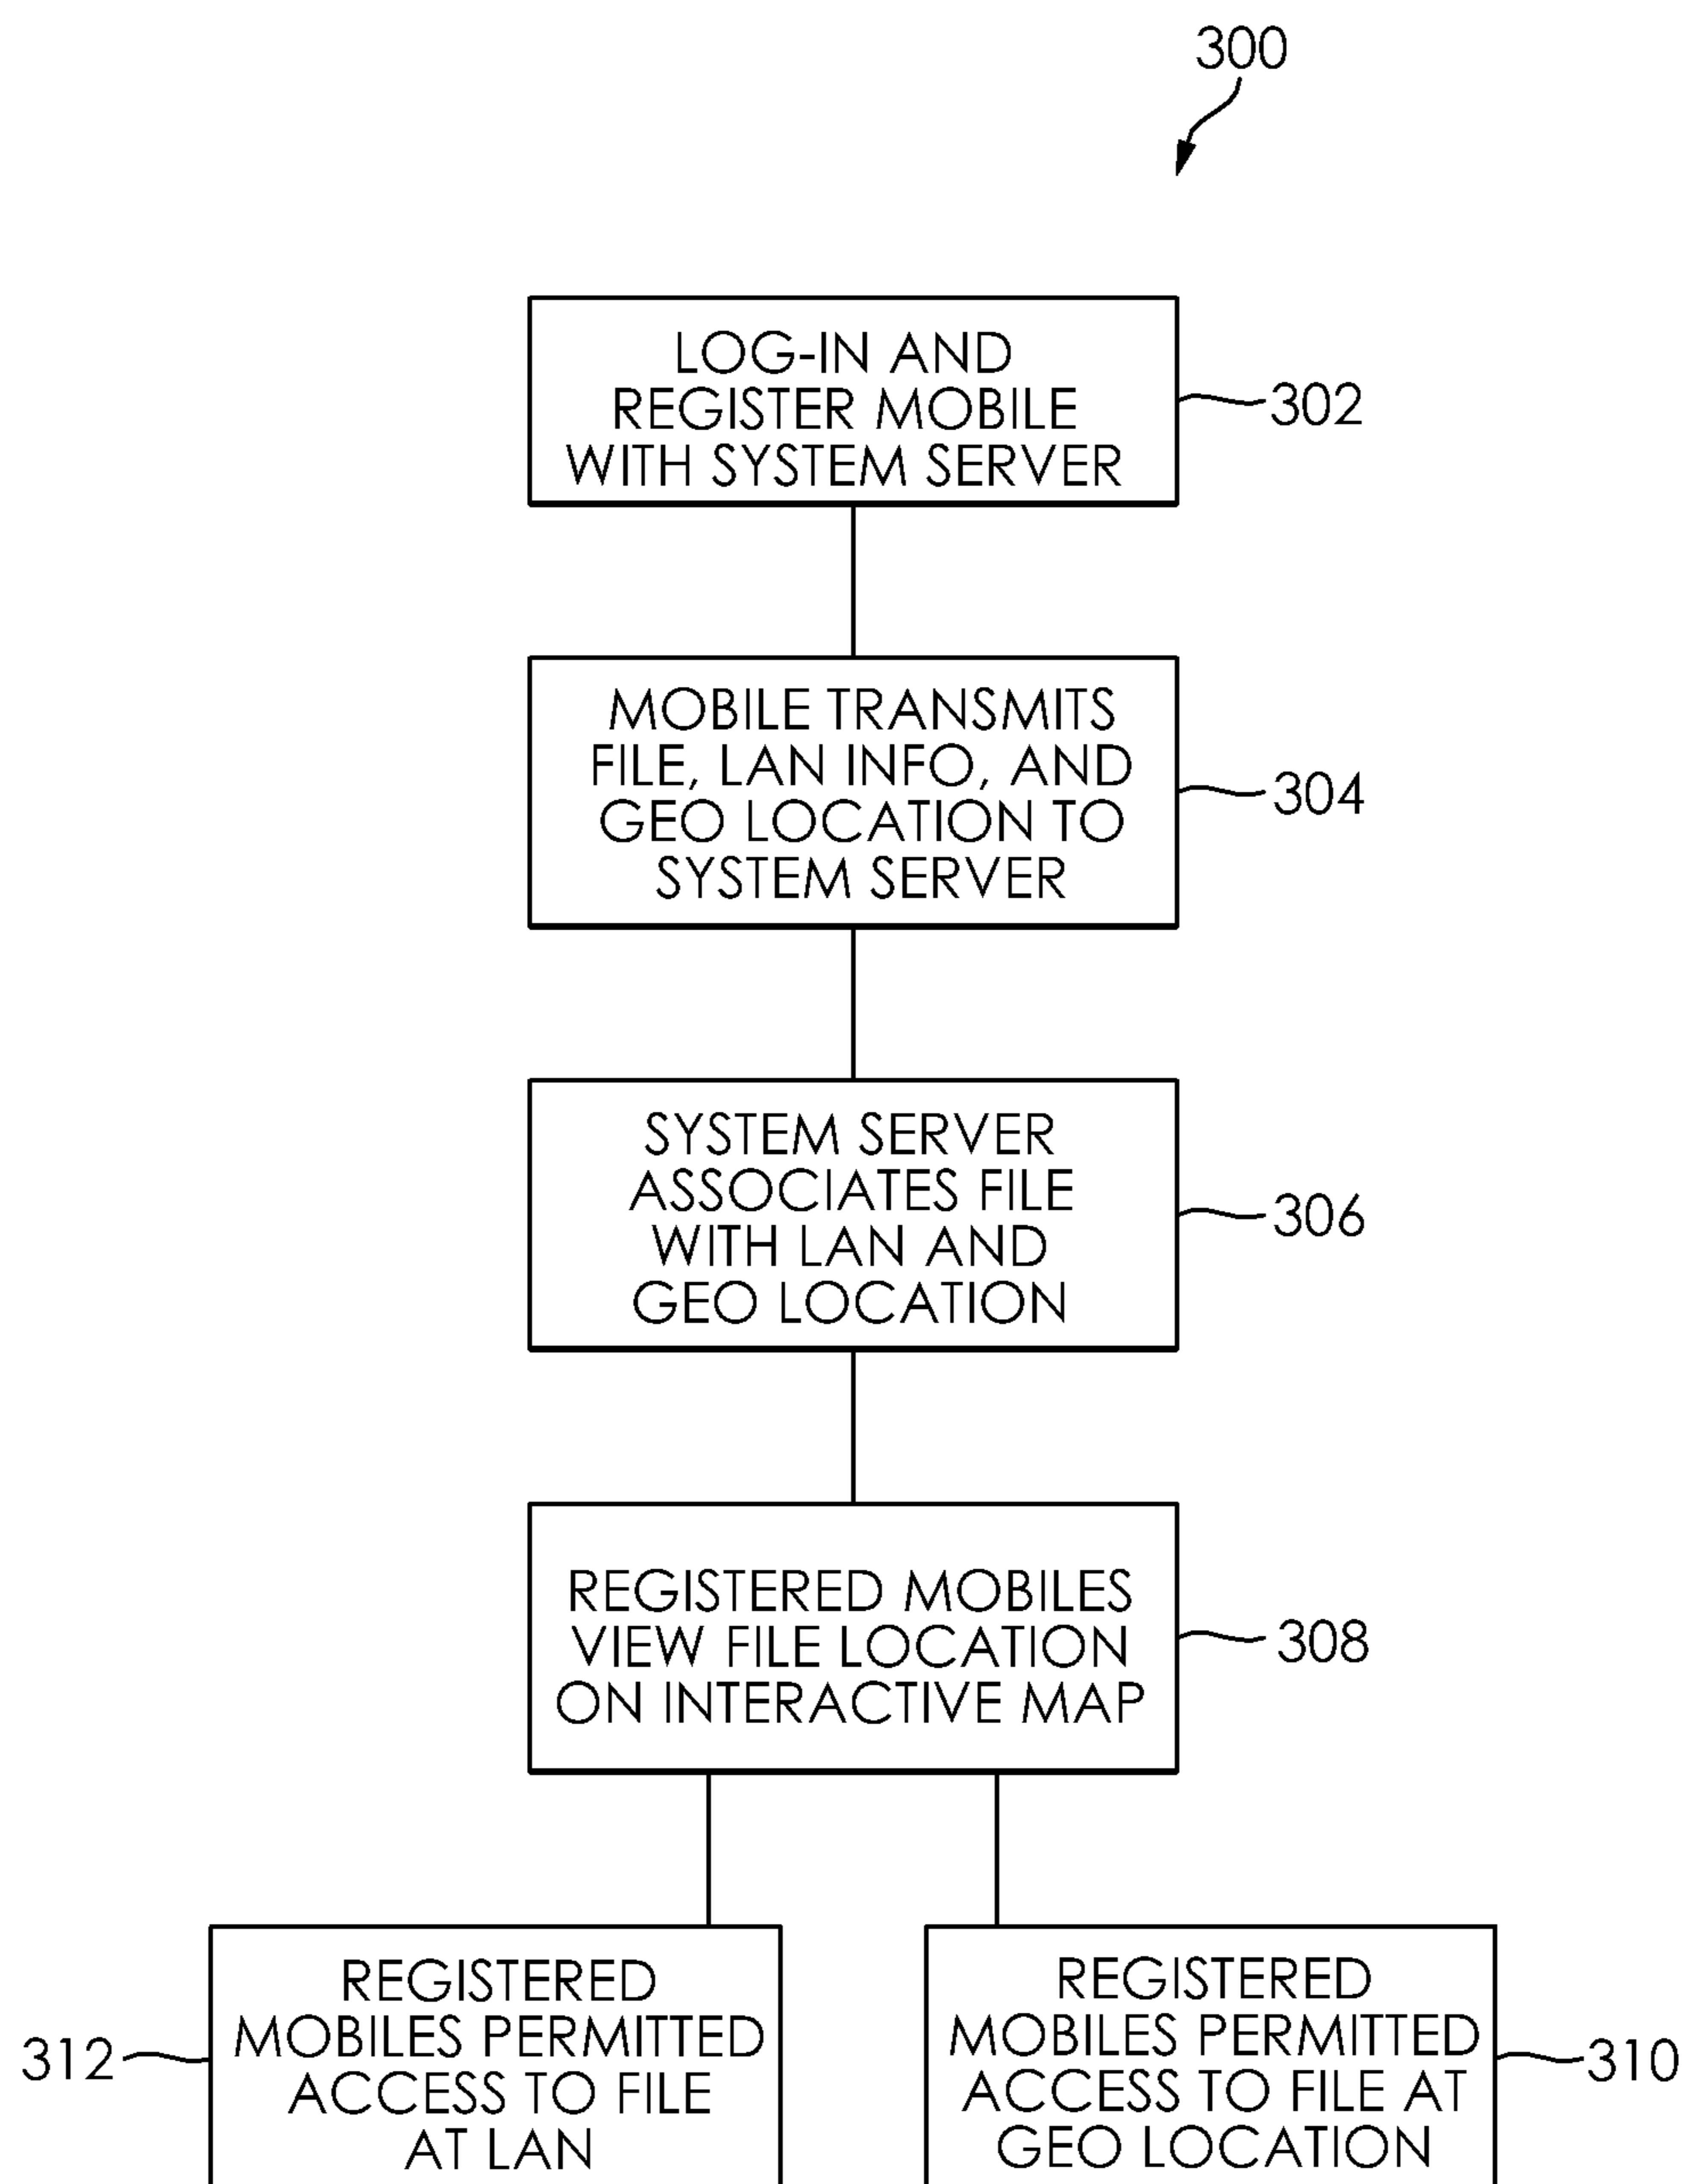 300
LOG-IN AND
REGISTER MOBILE
WITH SYSTEM SERVER
302
MOBILE TRANSMITS
FILE, LAN INFO, AND
GEO LOCATION TO
SYSTEM SERVER
304
SYSTEM SERVER
ASSOCIATES FILE
WITH LAN AND
GEO LOCATION
306
REGISTERED MOBILES
VIEW FILE LOCATION
ON INTERACTIVE MAP
308
312
REGISTERED
MOBILES PERMITTED
ACCESS TO FILE
AT LAN
REGISTERED
MOBILES PERMITTED
ACCESS TO FILE AT
GEO LOCATION
310